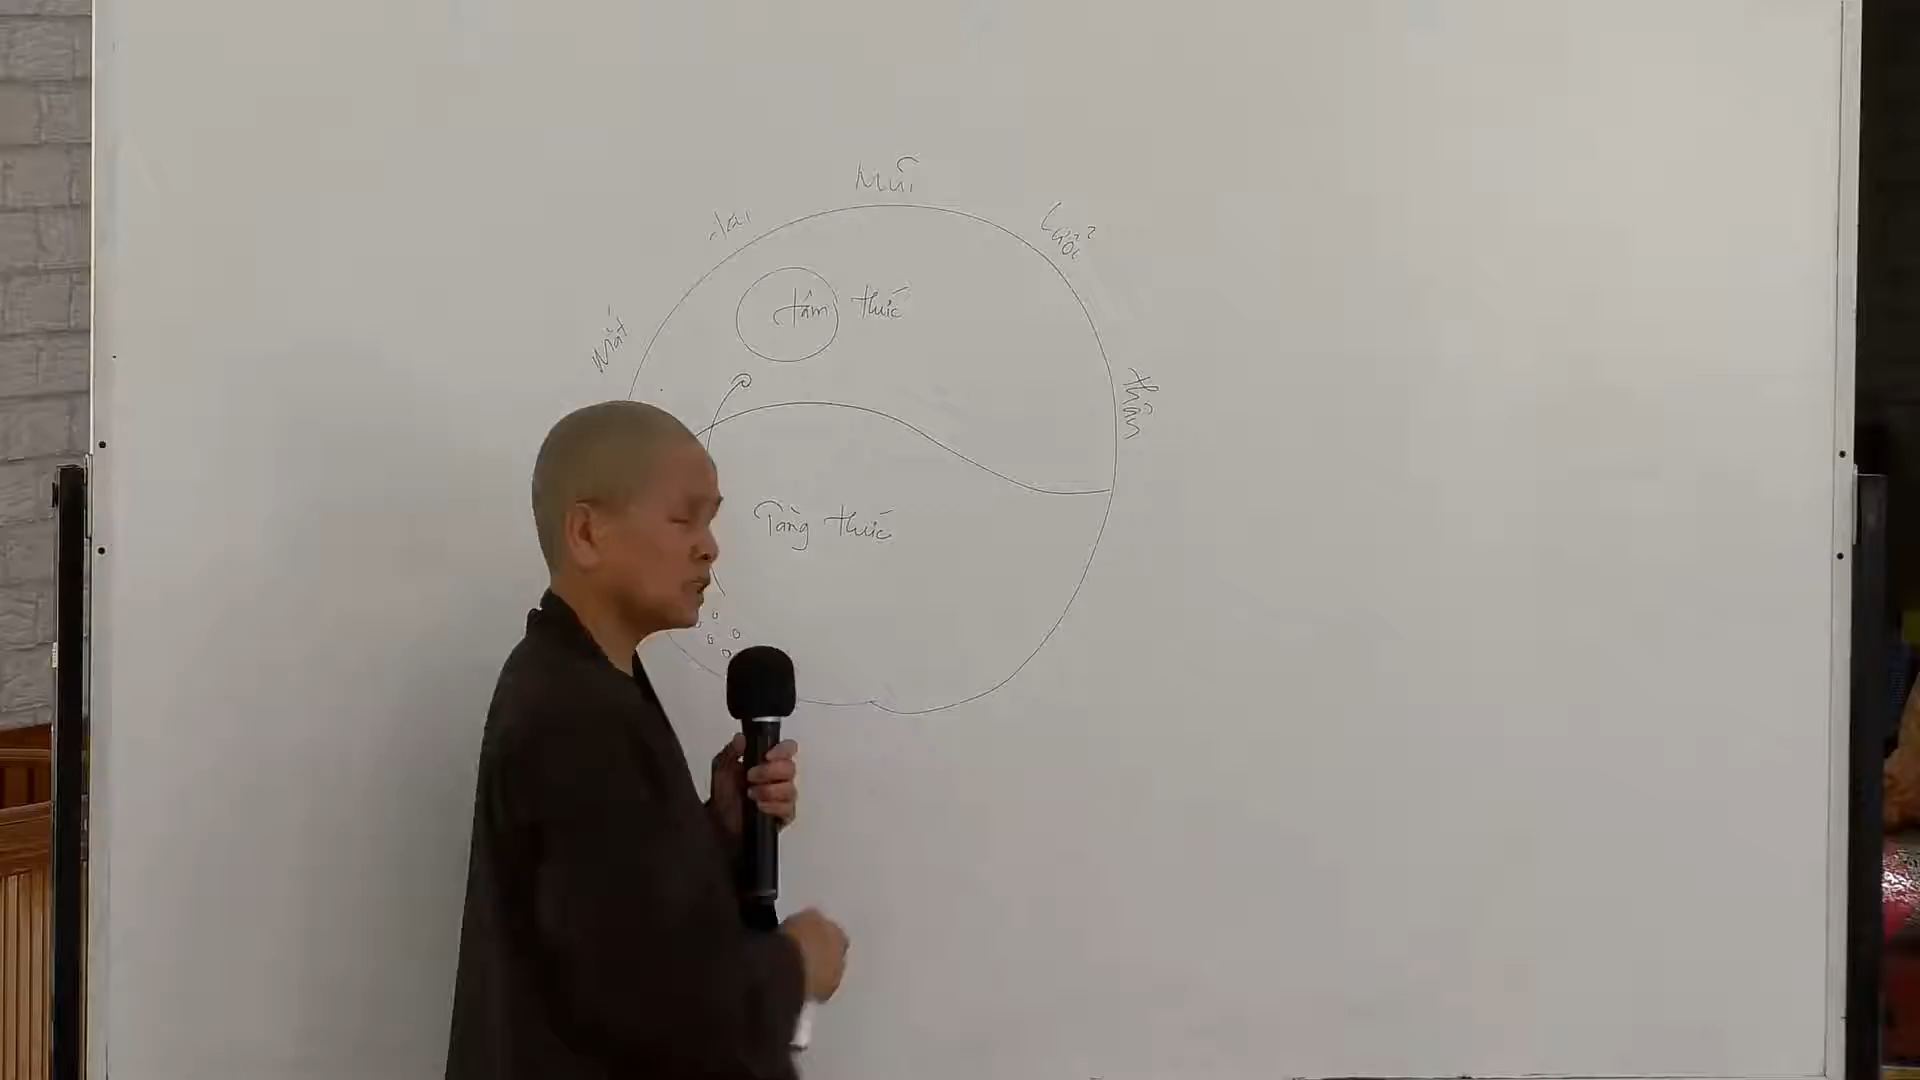 Mũi
tai
Lưỡi
mắt
tâm thức
thân
Tàng thức